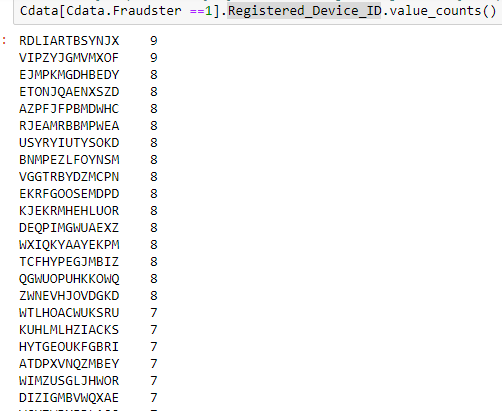 Cdata[Cdata.Fraudster ==1].Registered_Device_ID.value_counts()
: RDLIARTBSYNJX 9
VIPZYJGMVMXOF 9
EJMPKMGDHBEDY 8
ETONJQAENXSZD 8
AZPFJFPBMDWHC 8
RJEAMRBBMPWEA 8
USYRYIUTYSOKD 8
BNMPEZLFOYNSM 8
VGGTRBYDZMCPN 8
EKRFGOOSEMDPD 8
KJEKRMHEHLUOR 8
DEQPIMGWUAEXZ 8
WXIQKYAAYEKPM 8
TCFHYPEGJMBIZ 8
QGWUOPUHKKOWQ 8
ZWNEVHJOVDGKD 8
WTLHOACWUKSRU 7
KUHLMLHZIACKS 7
HYTGEOUKFGBRI 7
ATDPXVNQZMBEY 7
WIMZUSGLJHWOR 7
DIZIGMBVWQXAE 7